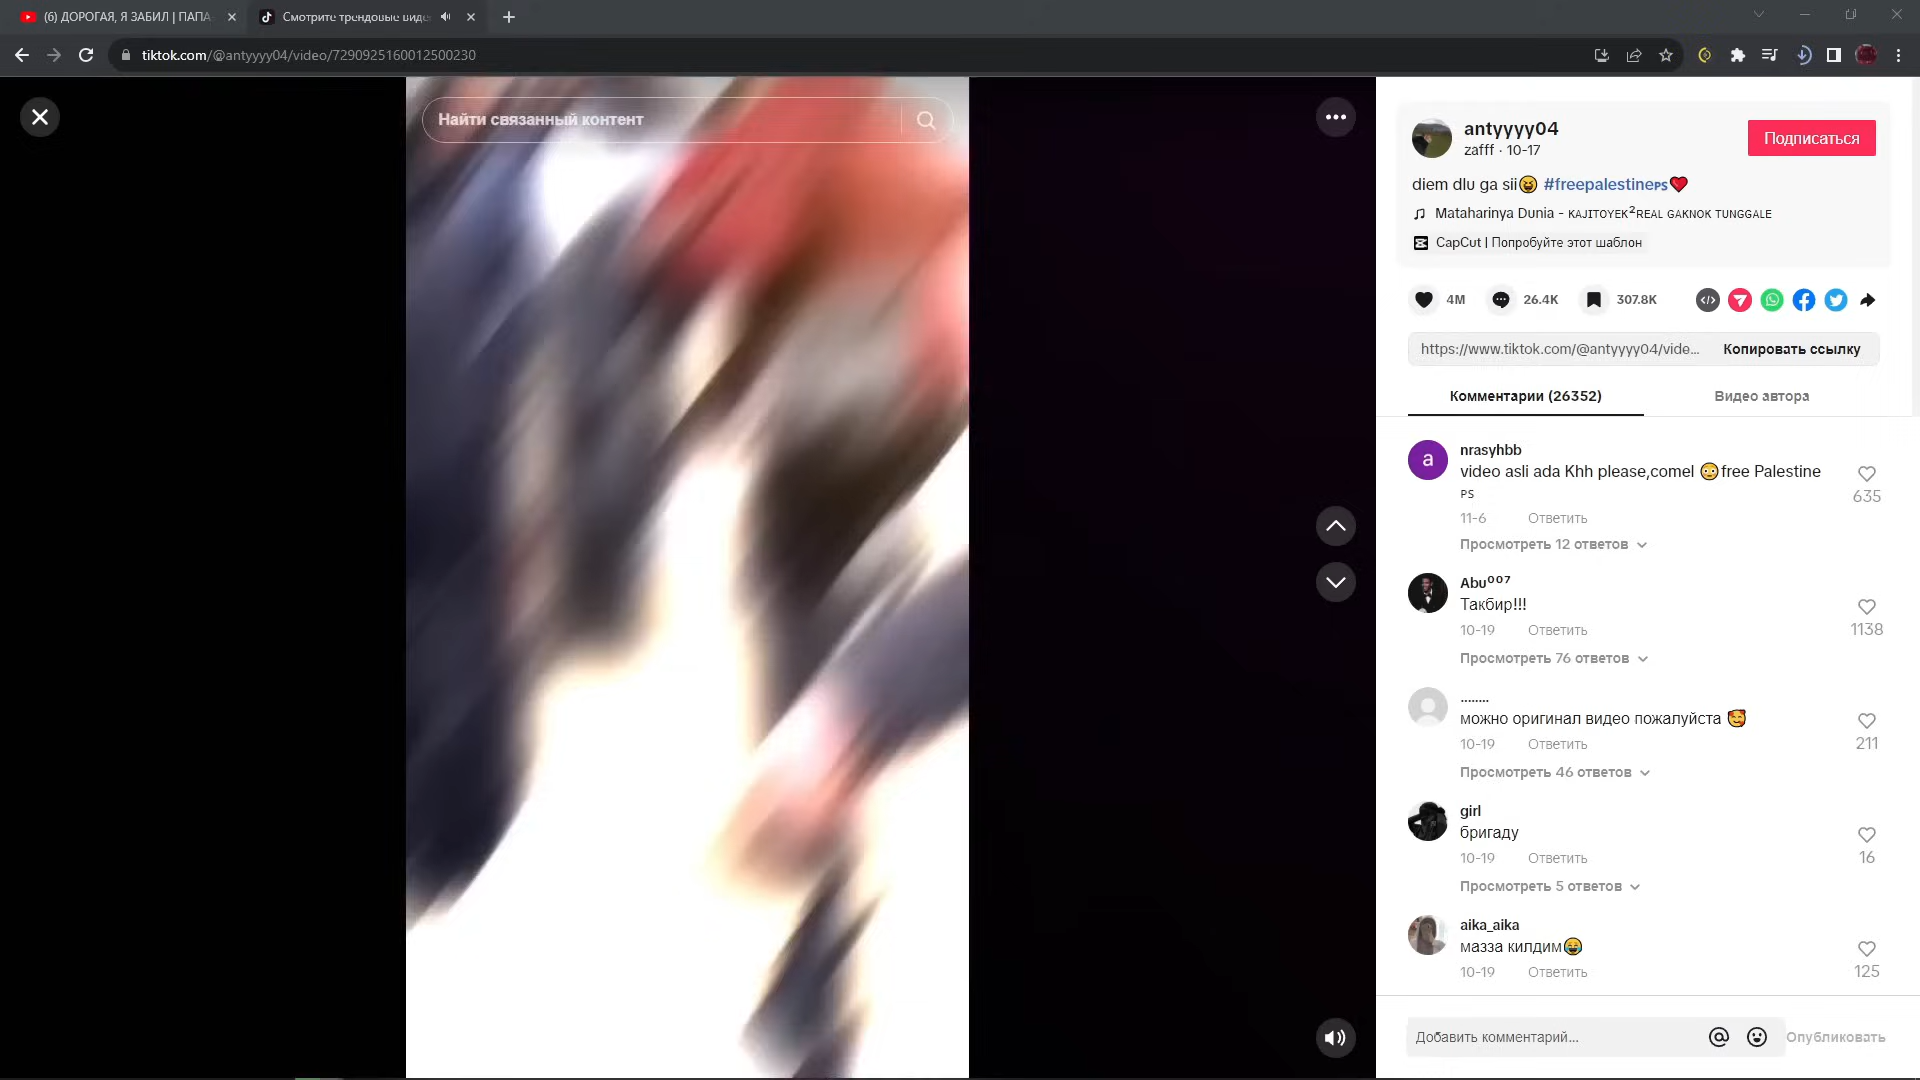 (6) ДОРОГАЯ, Я ЗАБИЛ | ПАПА
Смотрите трендовые виде
tiktok.com/@antyyyy04/video/7290925160012500230
Найти связанный контент
antyyyy04
zafff · 10-17
Подписаться
diem dlu ga sii😆 #freepalestine🇵🇸❤️
Mataharinya Dunia - ᴋᴀᴊɪᴛᴏʏᴇᴋ²ʀᴇᴀʟ ɢᴀᴋɴᴏᴋ ᴛᴜɴɢɢᴀʟᴇ
CapCut | Попробуйте этот шаблон
4M
26.4K
307.8K
https://www.tiktok.com/@antyyyy04/vide...
Копировать ссылку
Комментарии (26352)
Видео автора
nrasyhbb
video asli ada Khh please,comel 😳free Palestine
🇵🇸
635
11-6 Ответить
Просмотреть 12 ответов
Abu⁰⁰⁷
Такбир!!!
1138
10-19 Ответить
Просмотреть 76 ответов
........
можно оригинал видео пожалуйста 🥰
211
10-19 Ответить
Просмотреть 46 ответов
girl
бригаду
16
10-19 Ответить
Просмотреть 5 ответов
aika_aika
мазза килдим😂
125
10-19 Ответить
Добавить комментарий...
Опубликовать